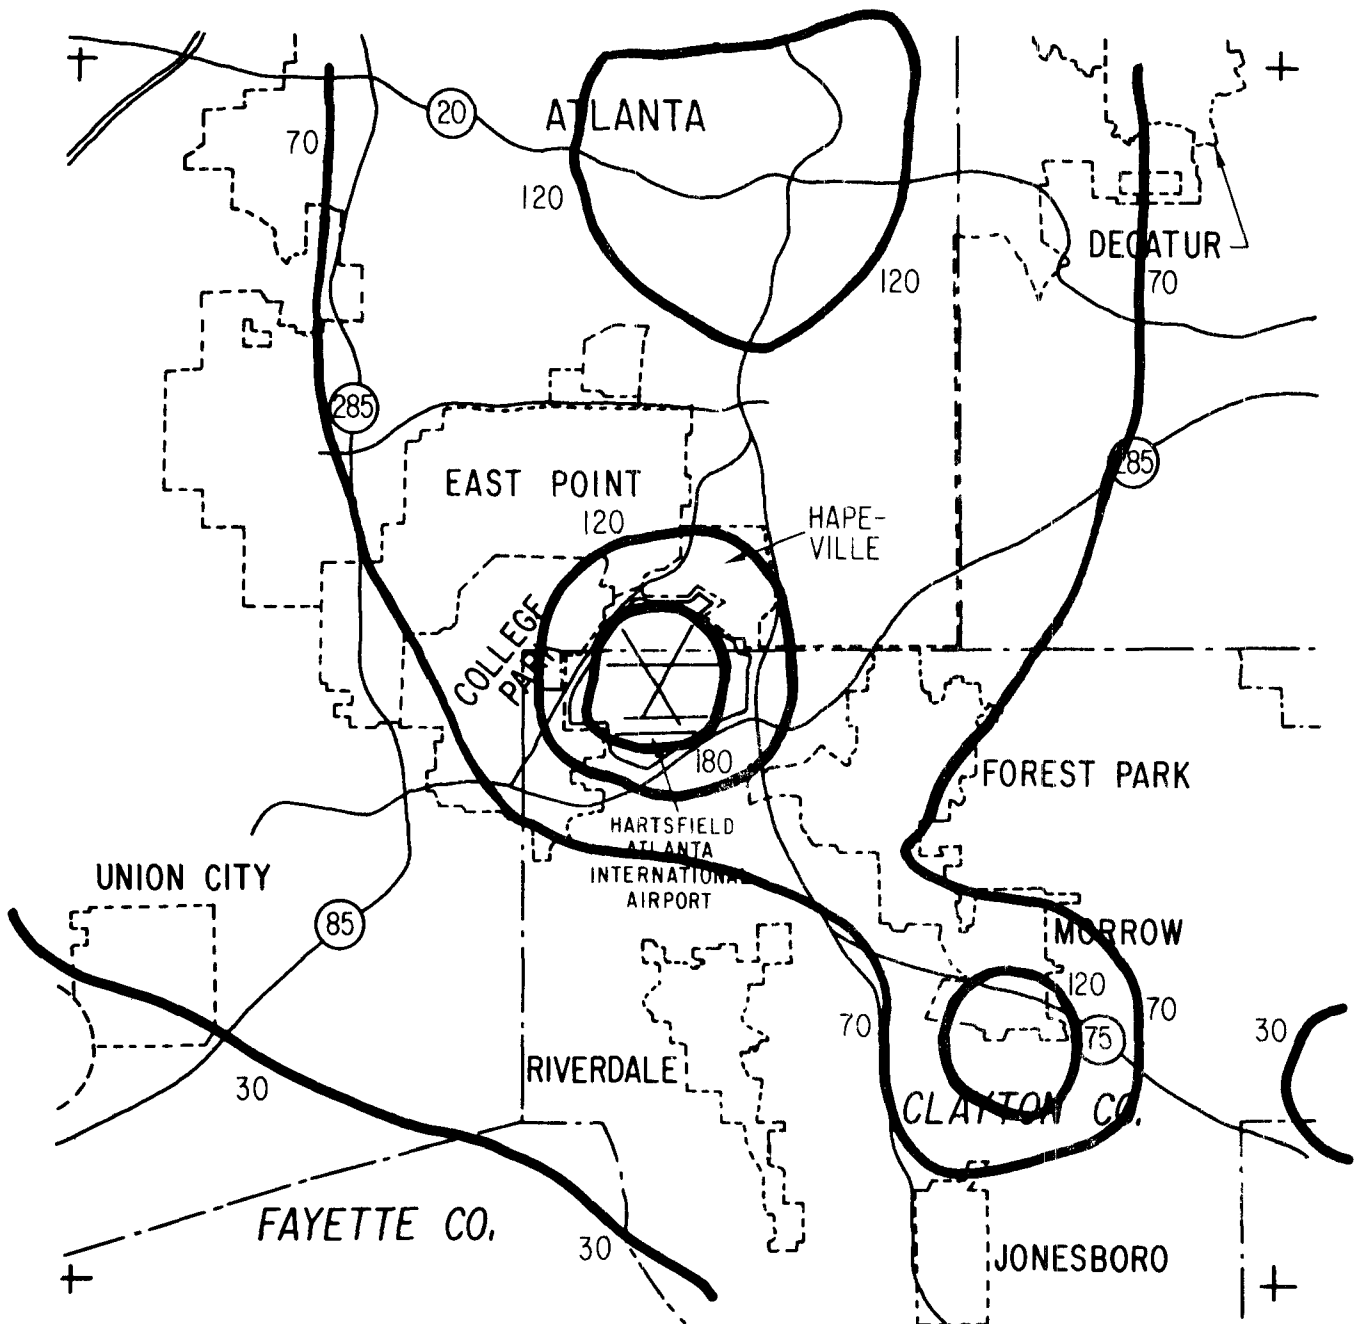 20
ATLANTA
70
120
DECATUR
120
70
285
285
EAST POINT
120
HAPE-
VILLE
COLLEGE
PARK
180
FOREST PARK
HARTSFIELD
ATLANTA
INTERNATIONAL
AIRPORT
UNION CITY
85
MORROW
120
70
70
75
30
RIVERDALE
30
CLAYTON CO.
FAYETTE CO.
30
JONESBORO